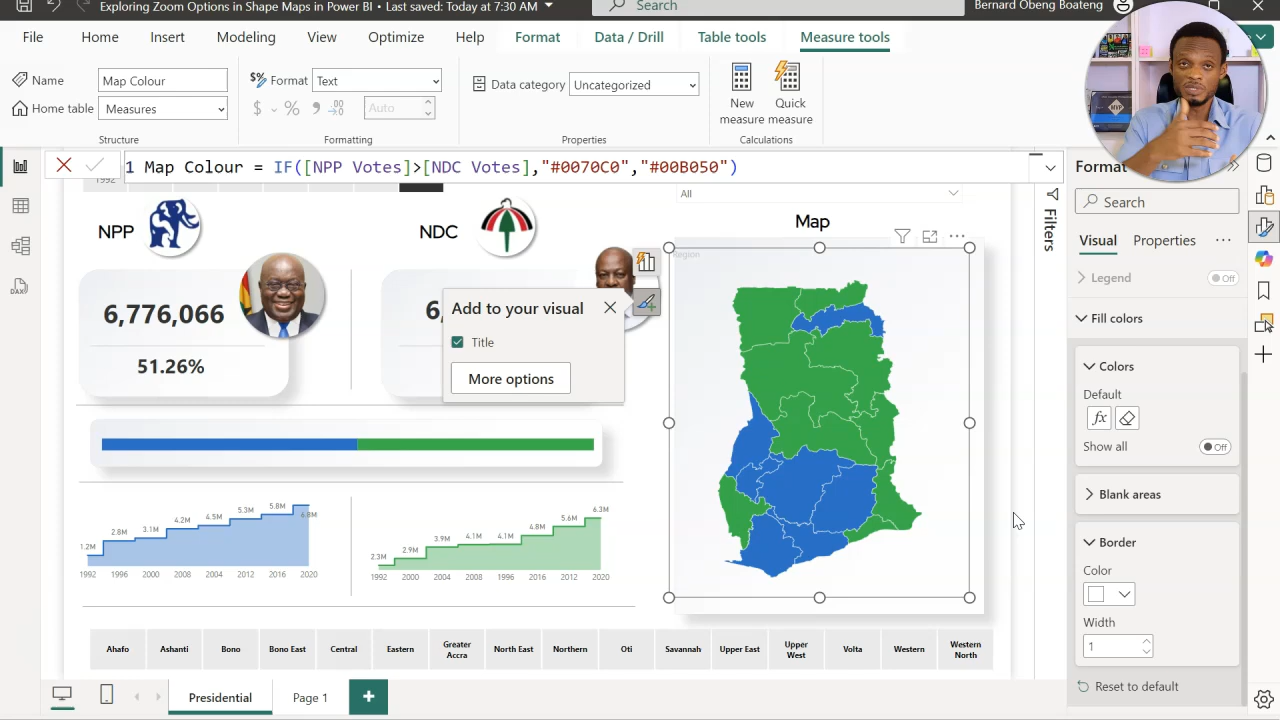 Exploring Zoom Options in Shape Maps in Power BI • Last saved: Today at 7:30 AM
Search
Bernard Obeng Boateng
File Home Insert Modeling View Optimize Help Format Data / Drill Table tools Measure tools
Name Map Colour
Home table Measures
Structure
Format Text
$ % Auto
Formatting
Data category Uncategorized
Properties
New measure
Quick measure
Calculations
1 Map Colour = IF([NPP Votes]>[NDC Votes],"#0070C0","#00B050")
1992
NPP
NDC
6,776,066
51.26%
6,
Add to your visual
Title
More options
All
Map
Region
1.2M 2.8M 3.1M 4.2M 4.5M 5.3M 5.8M 6.8M
1992 1996 2000 2008 2004 2012 2016 2020
2.3M 2.9M 3.9M 4.1M 4.1M 4.8M 5.6M 6.3M
1992 2000 2004 2008 1996 2016 2012 2020
Ahafo
Ashanti
Bono
Bono East
Central
Eastern
Greater
Accra
North East
Northern
Oti
Savannah
Upper East
Upper
West
Volta
Western
Western
North
Presidential
Page 1
+
Filters
Format
Search
Visual Properties
Legend Off
Fill colors
Colors
Default
fx
Show all Off
Blank areas
Border
Color
Width
1
Reset to default
DAX